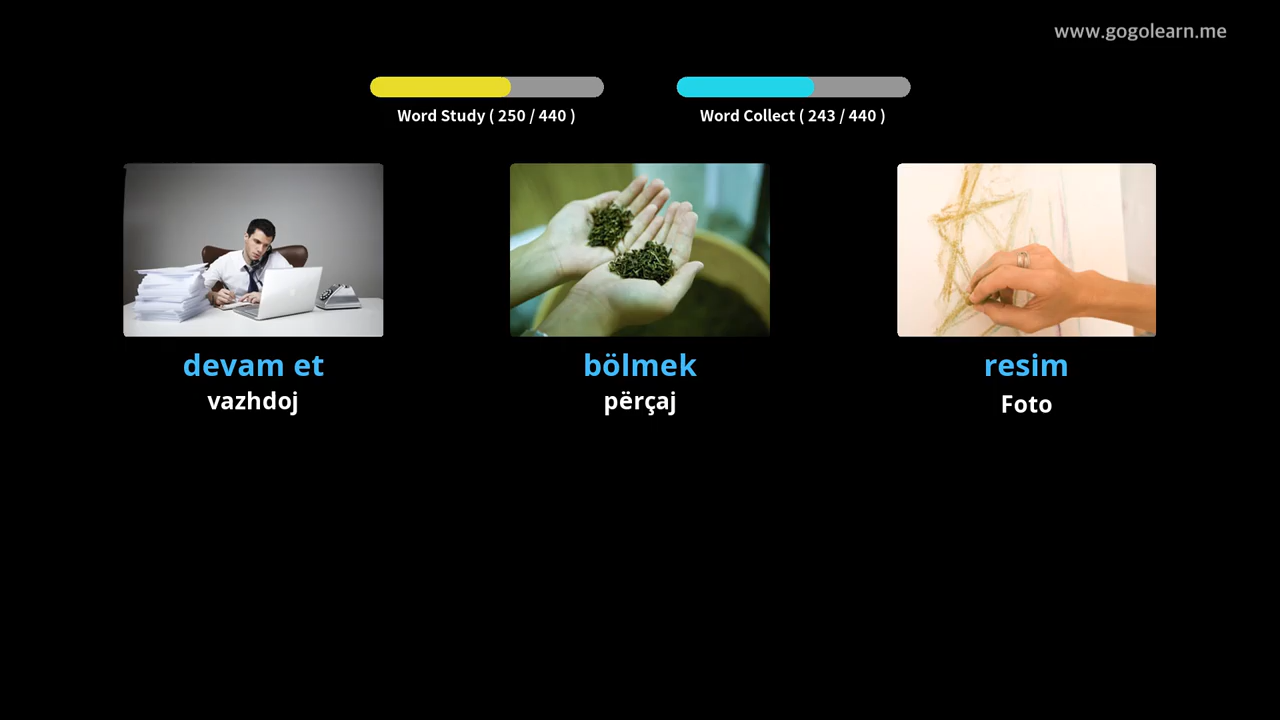 www.gogolearn.me
Word Study ( 250 / 440 )
Word Collect ( 243 / 440 )
devam et
vazhdoj
bölmek
përçaj
resim
Foto